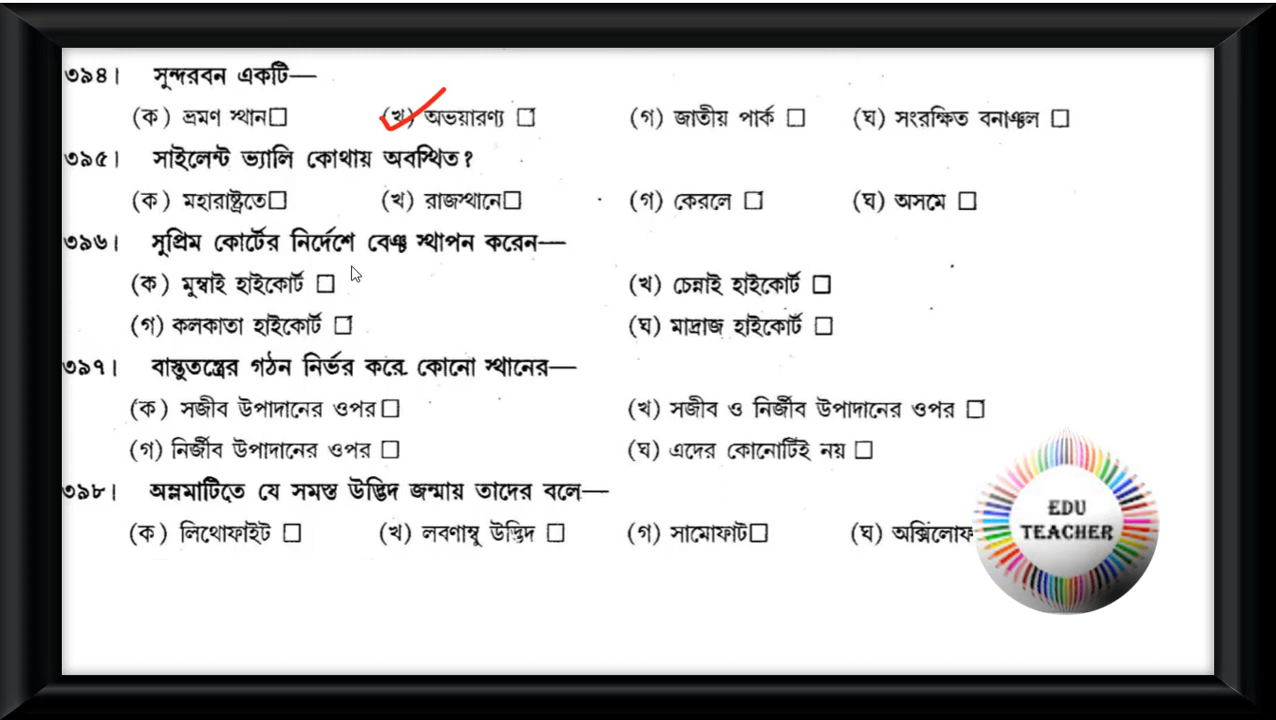 ৩৯৪। সুন্দরবন একটি—
(ক) ভ্রমণ স্থান (খ) অভয়ারণ্য (গ) জাতীয় পার্ক (ঘ) সংরক্ষিত বনাঞ্চল
৩৯৫। সাইলেন্ট ভ্যালি কোথায় অবস্থিত?
(ক) মহারাষ্ট্রতে (খ) রাজস্থানে (গ) কেরলে (ঘ) অসমে
৩৯৬। সুপ্রিম কোর্টের নির্দেশে বেঞ্চ স্থাপন করেন—
(ক) মুম্বাই হাইকোর্ট (খ) চেন্নাই হাইকোর্ট
(গ) কলকাতা হাইকোর্ট (ঘ) মাদ্রাজ হাইকোর্ট
৩৯৭। বাস্তুতন্ত্রের গঠন নির্ভর করে কোনো স্থানের—
(ক) সজীব উপাদানের ওপর (খ) সজীব ও নির্জীব উপাদানের ওপর
(গ) নির্জীব উপাদানের ওপর (ঘ) এদের কোনোটিই নয়
৩৯৮। অম্লমাটিতে যে সমস্ত উদ্ভিদ জন্মায় তাদের বলে—
(ক) লিথোফাইট (খ) লবণাম্বু উদ্ভিদ (গ) সামোফাট (ঘ)
EDU
TEACHER